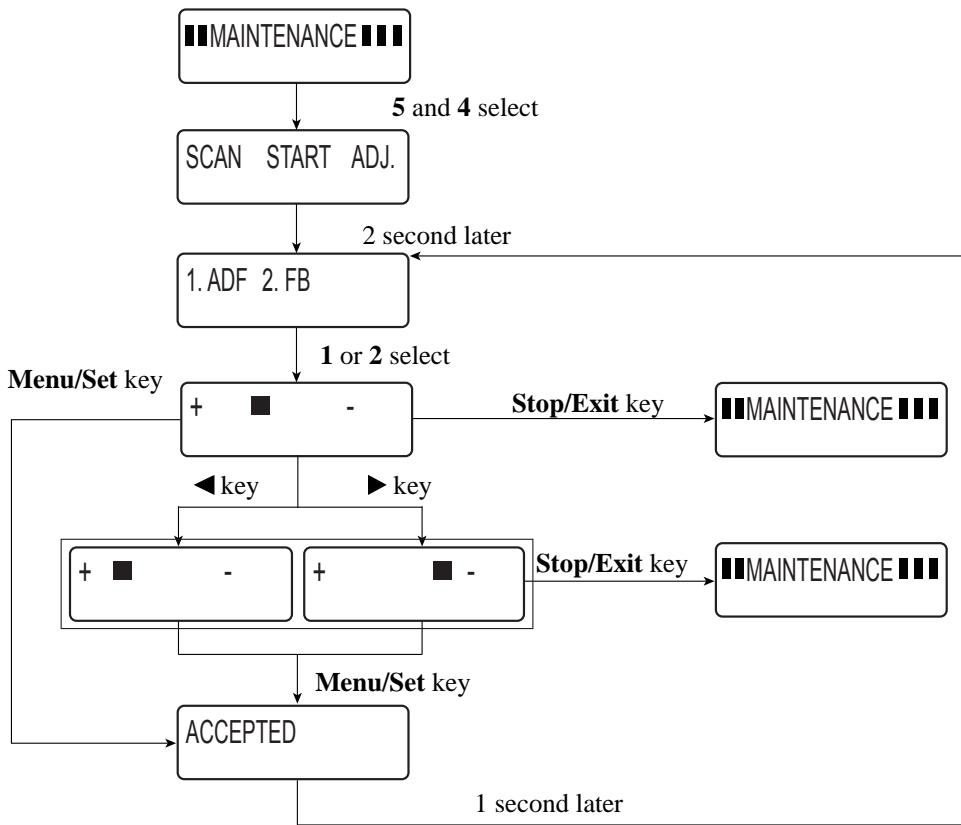 ▮▮MAINTENANCE▮▮▮
5 and 4 select
SCAN START ADJ.
2 second later
1. ADF 2. FB
1 or 2 select
Menu/Set key
+ ■ -
Stop/Exit key
▮▮MAINTENANCE▮▮▮
◀ key
▶ key
+ ■ -
+ ■ -
Stop/Exit key
▮▮MAINTENANCE▮▮▮
Menu/Set key
ACCEPTED
1 second later